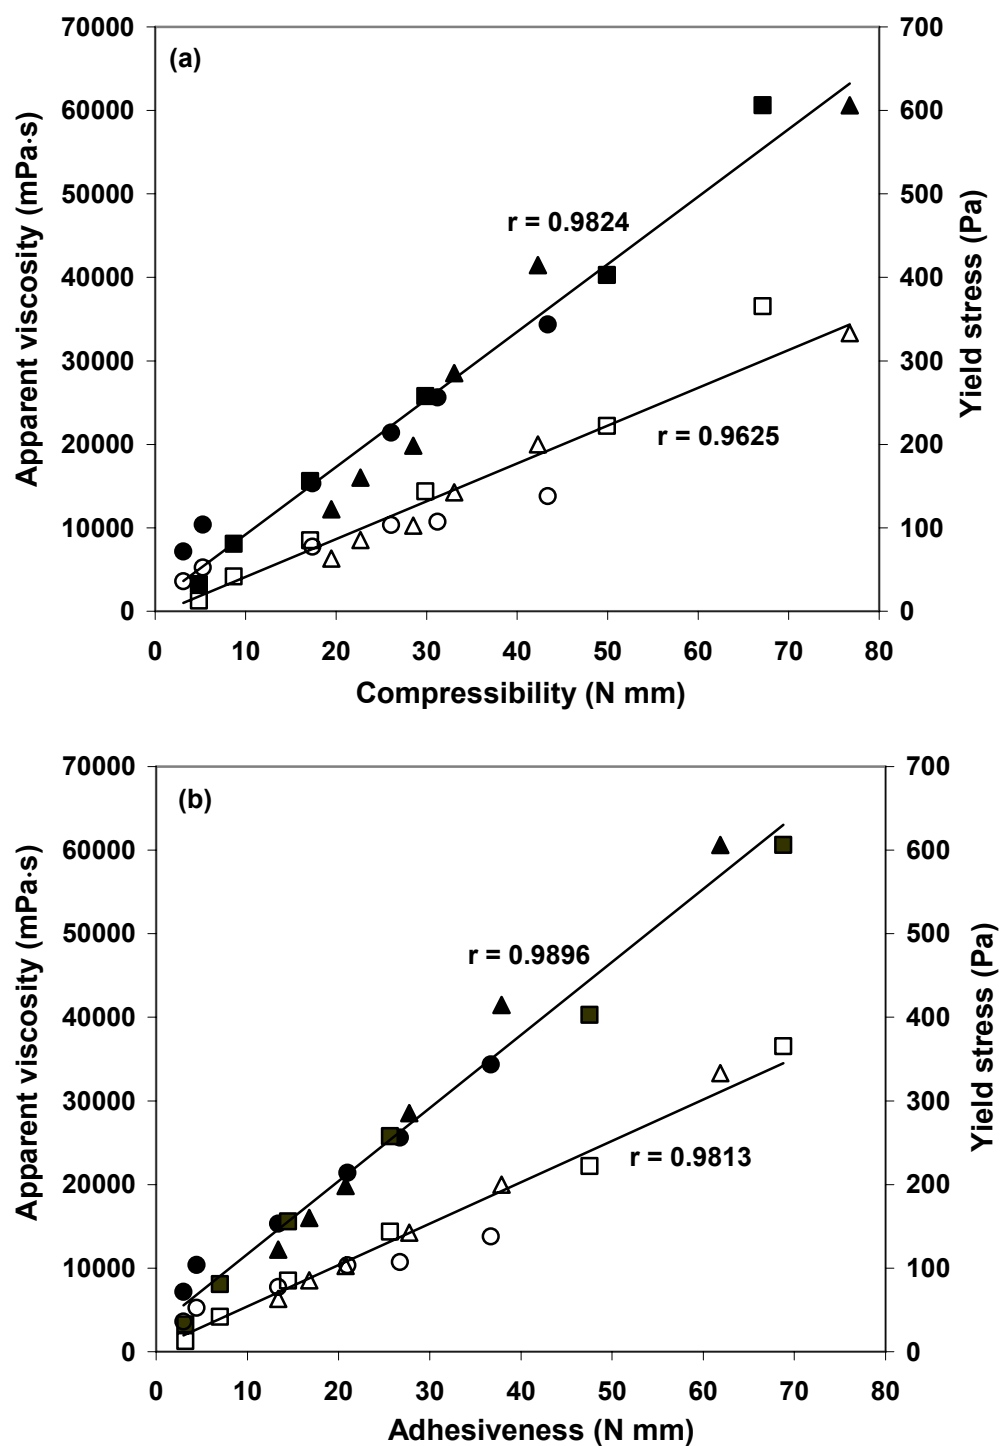 (a)
Apparent viscosity (mPa·s)
70000
60000
50000
40000
30000
20000
10000
0
r = 0.9824
r = 0.9625
700
600
500
400
300
200
100
0
Yield stress (Pa)
0 10 20 30 40 50 60 70 80
Compressibility (N mm)
(b)
Apparent viscosity (mPa·s)
70000
60000
50000
40000
30000
20000
10000
0
r = 0.9896
r = 0.9813
700
600
500
400
300
200
100
0
Yield stress (Pa)
0 10 20 30 40 50 60 70 80
Adhesiveness (N mm)